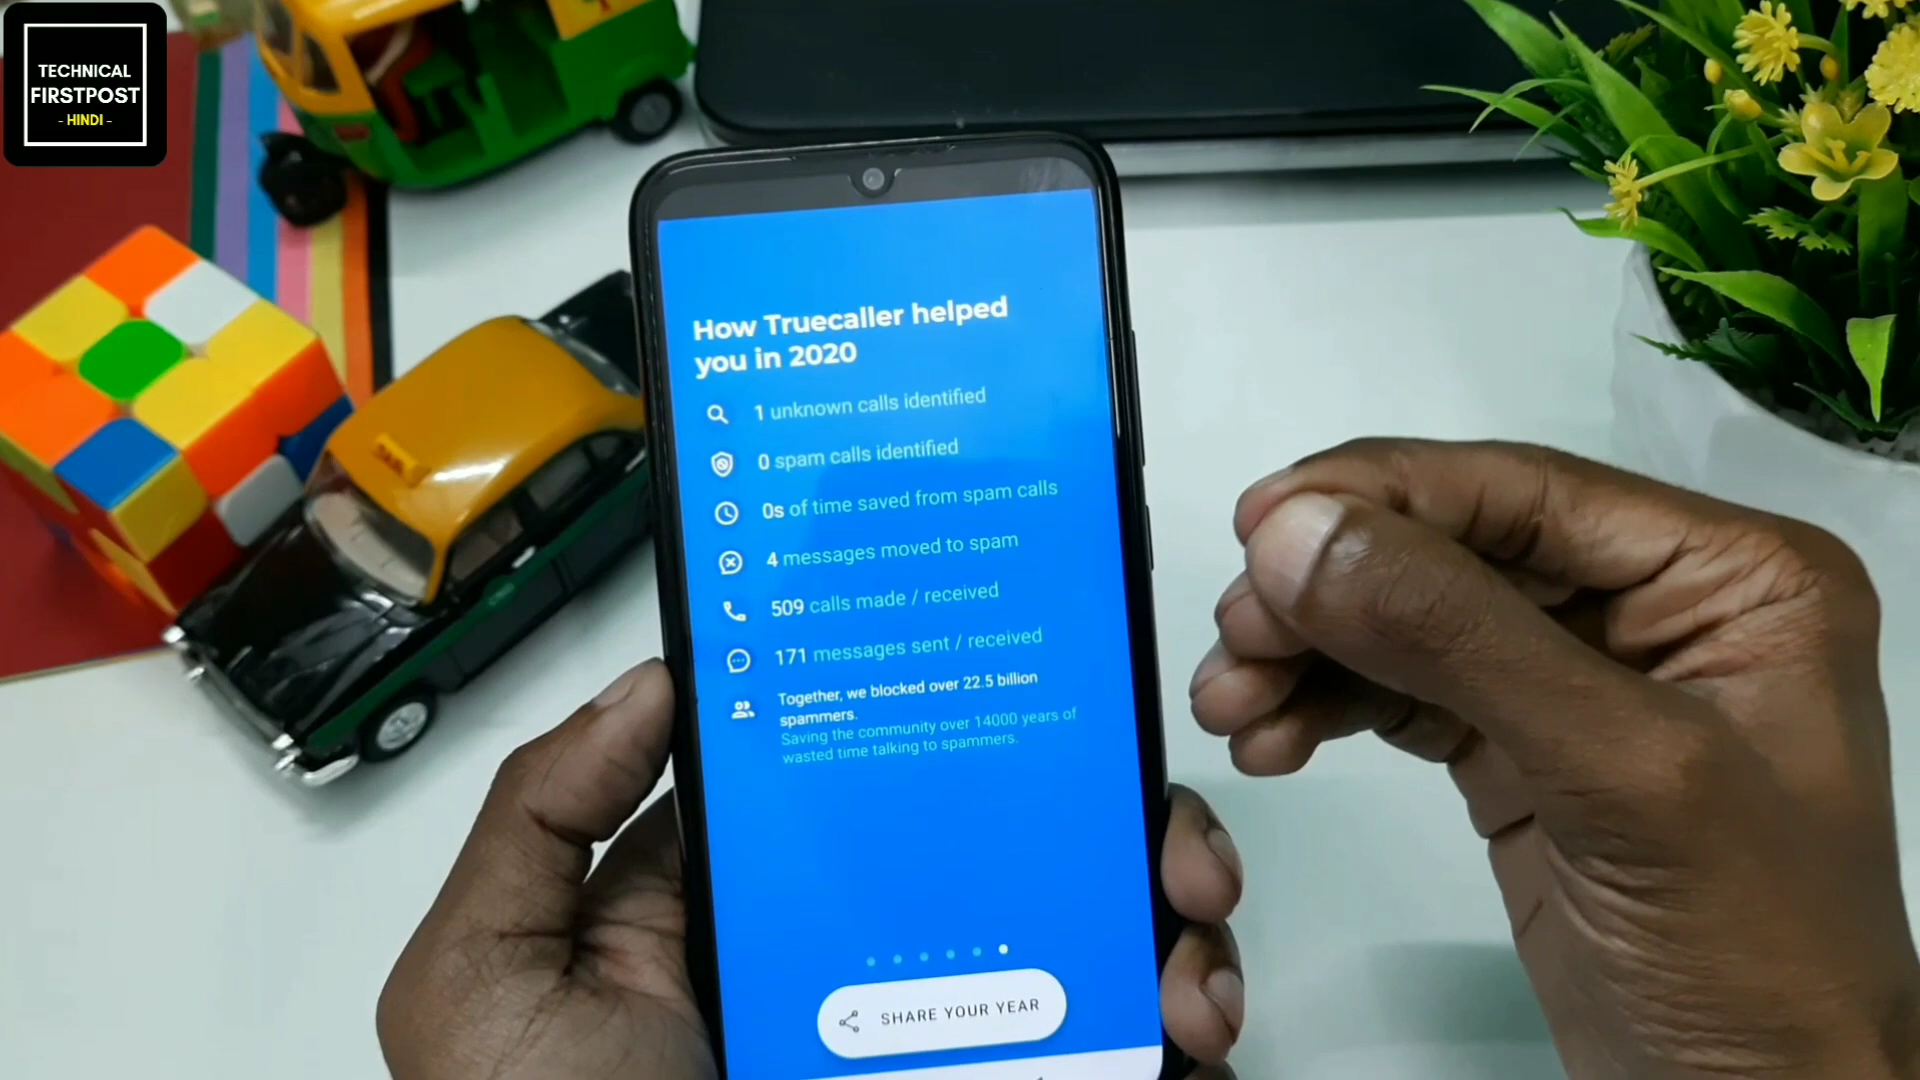 TECHNICAL
FIRSTPOST
- HINDI -
How Truecaller helped
you in 2020
1 unknown calls identified
0 spam calls identified
0s of time saved from spam calls
4 messages moved to spam
509 calls made / received
171 messages sent / received
Together, we blocked over 22.5 billion
spammers.
Saving the community over 14000 years of
wasted time talking to spammers.
SHARE YOUR YEAR